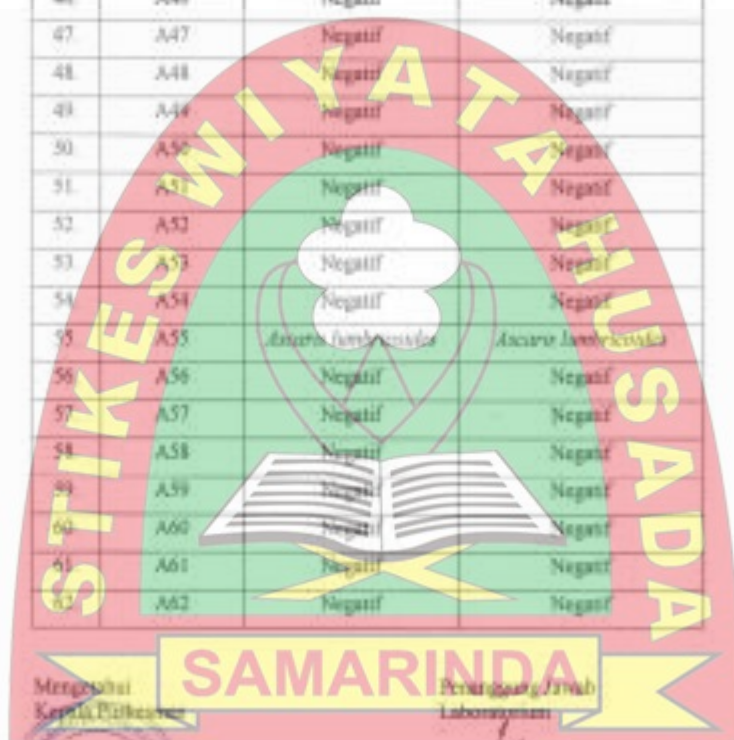 47. A47 Negatif Negatif
48. A48 Negatif Negatif
49. A49 Negatif Negatif
50. A50 Negatif Negatif
51. A51 Negatif Negatif
52. A52 Negatif Negatif
53. A53 Negatif Negatif
54. A54 Negatif Negatif
55. A55 Ascaris lumbricoides Ascaris lumbricoides
56. A56 Negatif Negatif
57. A57 Negatif Negatif
58. A58 Negatif Negatif
59. A59 Negatif Negatif
60. A60 Negatif Negatif
61. A61 Negatif Negatif
62. A62 Negatif Negatif
STIKES WIYATA HUSADA
SAMARINDA
Mengetahui Penanggung Jawab
Kepala Puskesmas Laboratorium